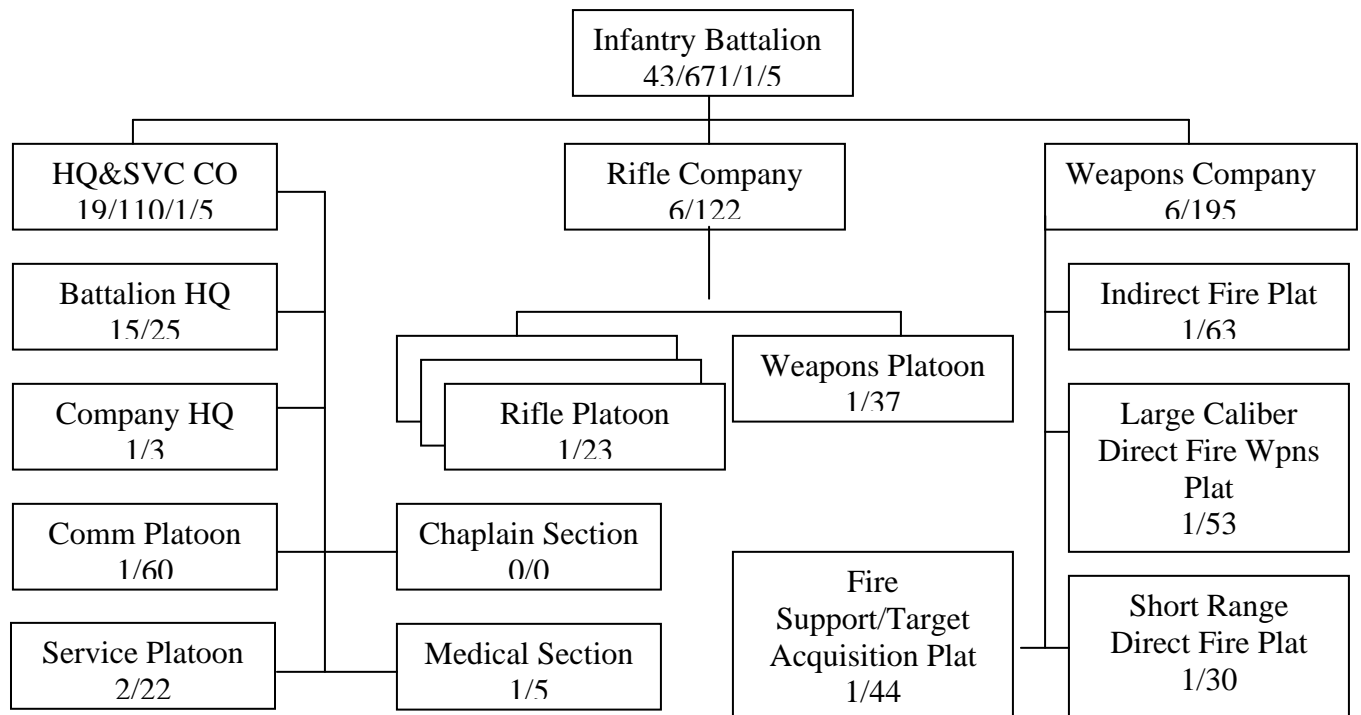 Infantry Battalion
43/671/1/5
HQ&SVC CO
19/110/1/5
Rifle Company
6/122
Weapons Company
6/195
Battalion HQ
15/25
Indirect Fire Plat
1/63
Company HQ
1/3
Rifle Platoon
1/23
Weapons Platoon
1/37
Large Caliber
Direct Fire Wpns
Plat
1/53
Comm Platoon
1/60
Chaplain Section
0/0
Service Platoon
2/22
Medical Section
1/5
Fire
Support/Target
Acquisition Plat
1/44
Short Range
Direct Fire Plat
1/30